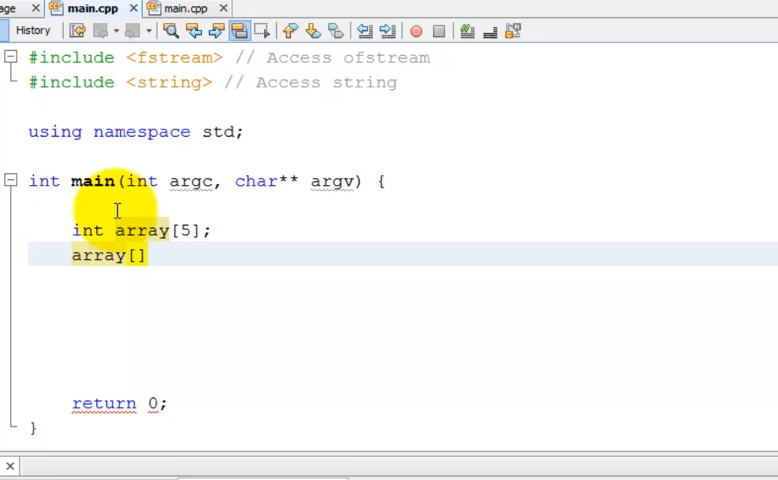 age main.cpp main.cpp
History
#include <fstream> // Access ofstream
#include <string> // Access string
using namespace std;
int main(int argc, char** argv) {
int array[5];
array[]
return 0;
}